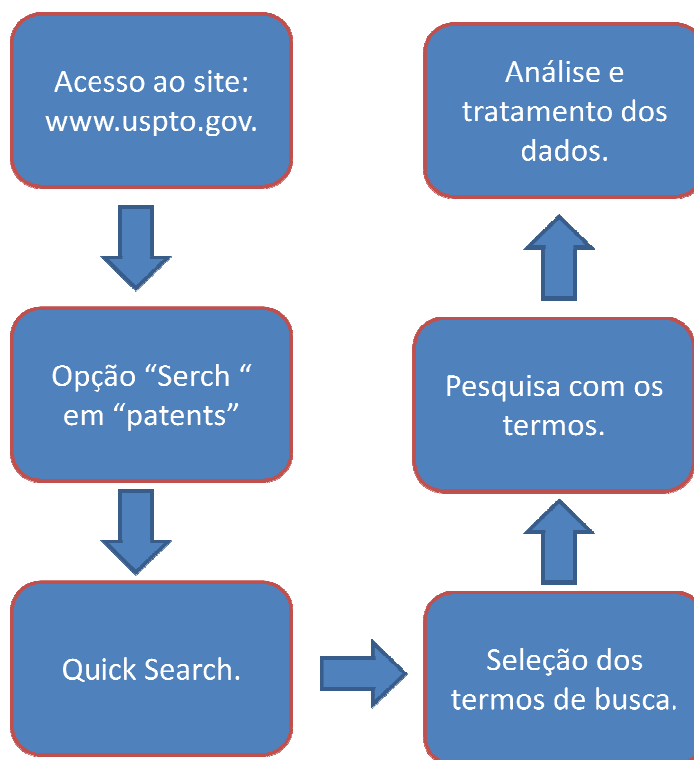 Acesso ao site:
www.uspto.gov.
Opção “Serch “
em “patents”
Quick Search.
Seleção dos
termos de busca.
Pesquisa com os
termos.
Análise e
tratamento dos
dados.